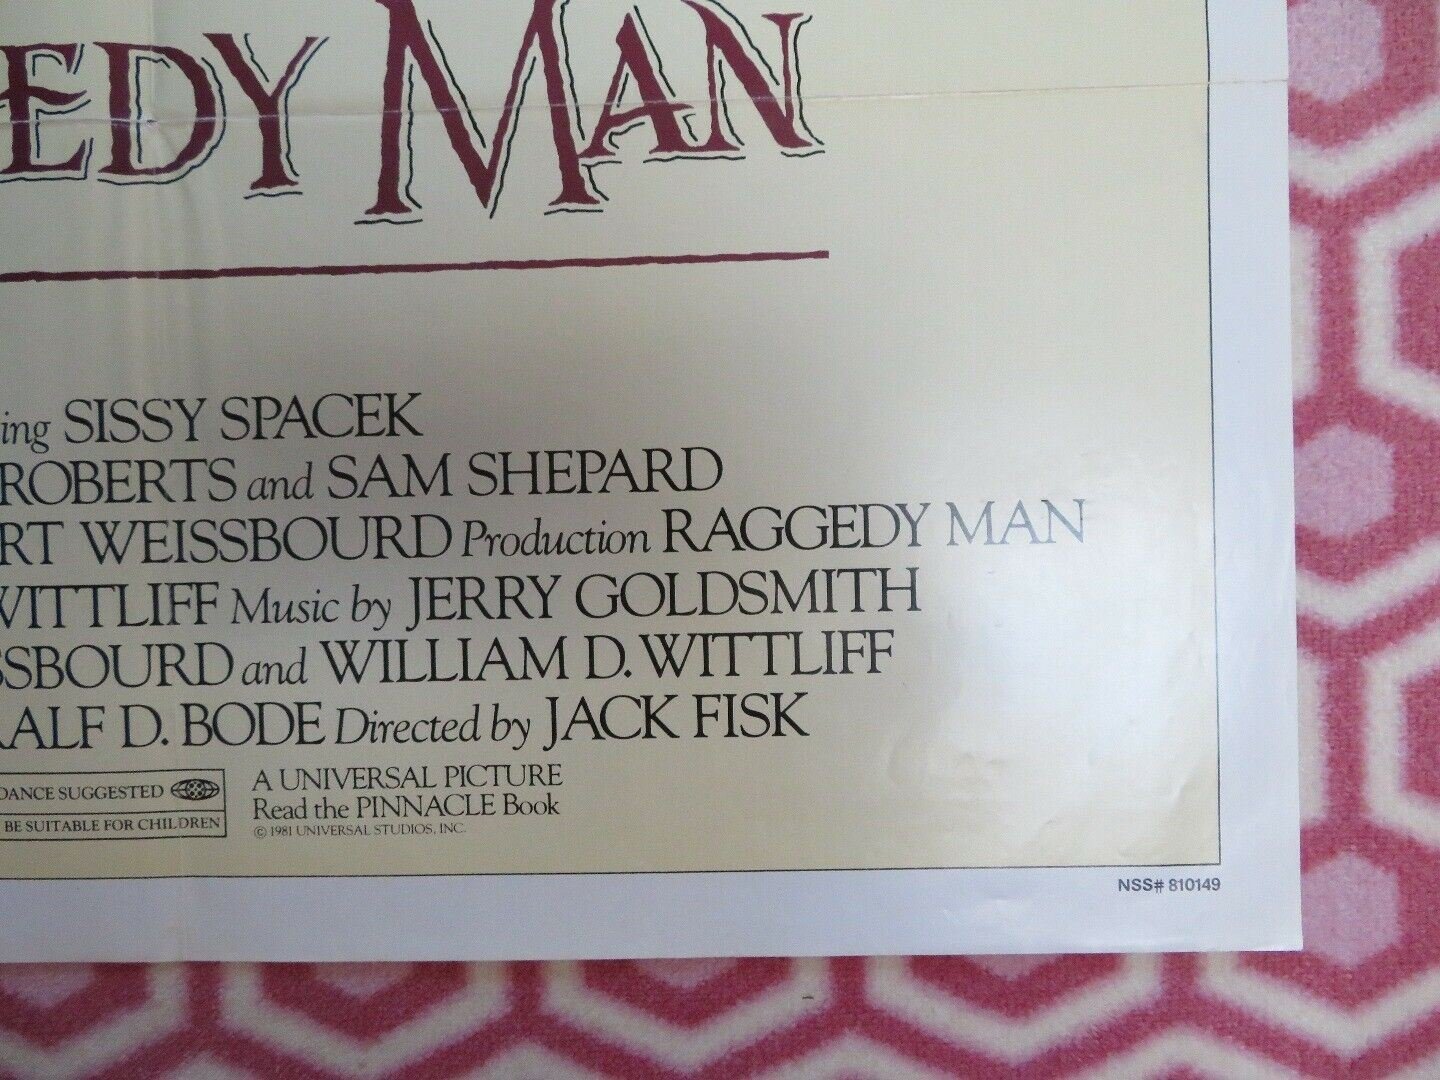 EDY MAN
ing SISSY SPACEK
ROBERTS and SAM SHEPARD
RT WEISSBOURD Production RAGGEDY MAN
WITTLIFF Music by JERRY GOLDSMITH
SSBOURD and WILLIAM D. WITTLIFF
RALF D. BODE Directed by JACK FISK
DANCE SUGGESTED
BE SUITABLE FOR CHILDREN
A UNIVERSAL PICTURE
Read the PINNACLE Book
© 1981 UNIVERSAL STUDIOS, INC.
NSS# 810149